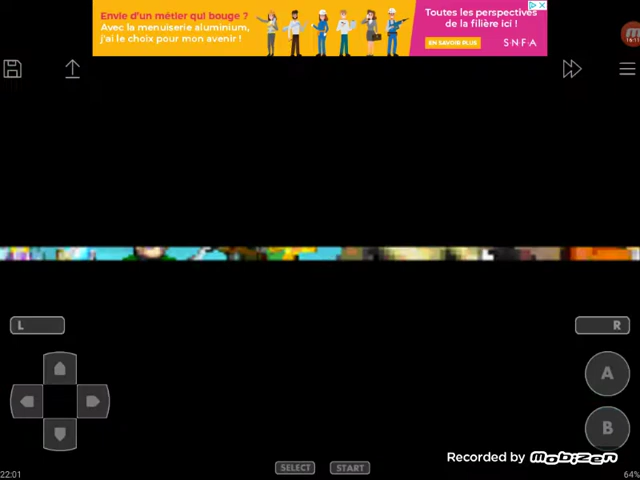 Envie d'un métier qui bouge ?
Avec la menuiserie aluminium,
j'ai le choix pour mon avenir !
Toutes les perspectives
de la filière ici !
EN SAVOIR PLUS
SNFA
L
R
A
B
SELECT
START
Recorded by Mobizen
22:01
64%